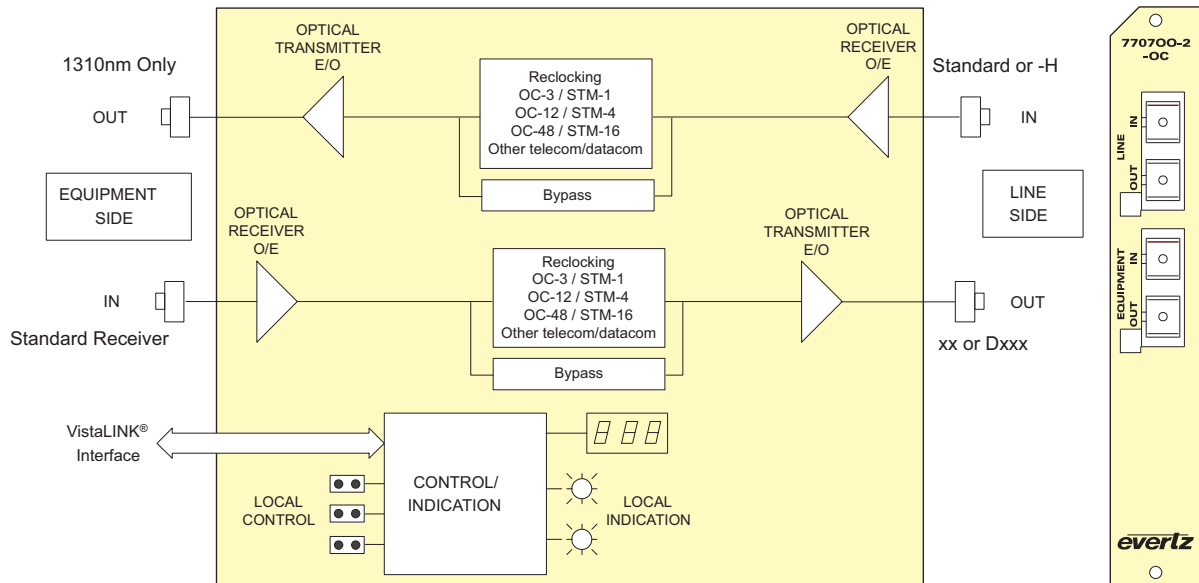 OPTICAL
TRANSMITTER
E/O
OPTICAL
RECEIVER
O/E
1310nm Only
OUT
Reclocking
OC-3 / STM-1
OC-12 / STM-4
OC-48 / STM-16
Other telecom/datacom
Standard or -H
IN
Bypass
EQUIPMENT
SIDE
LINE
SIDE
OPTICAL
RECEIVER
O/E
OPTICAL
TRANSMITTER
E/O
IN
Standard Receiver
Reclocking
OC-3 / STM-1
OC-12 / STM-4
OC-48 / STM-16
Other telecom/datacom
OUT
xx or Dxxx
Bypass
VistaLINK®
Interface
CONTROL/
INDICATION
8 8 8
LOCAL
CONTROL
LOCAL
INDICATION
7707OO-2
-OC
LINE
IN
OUT
EQUIPMENT
IN
OUT
evertz